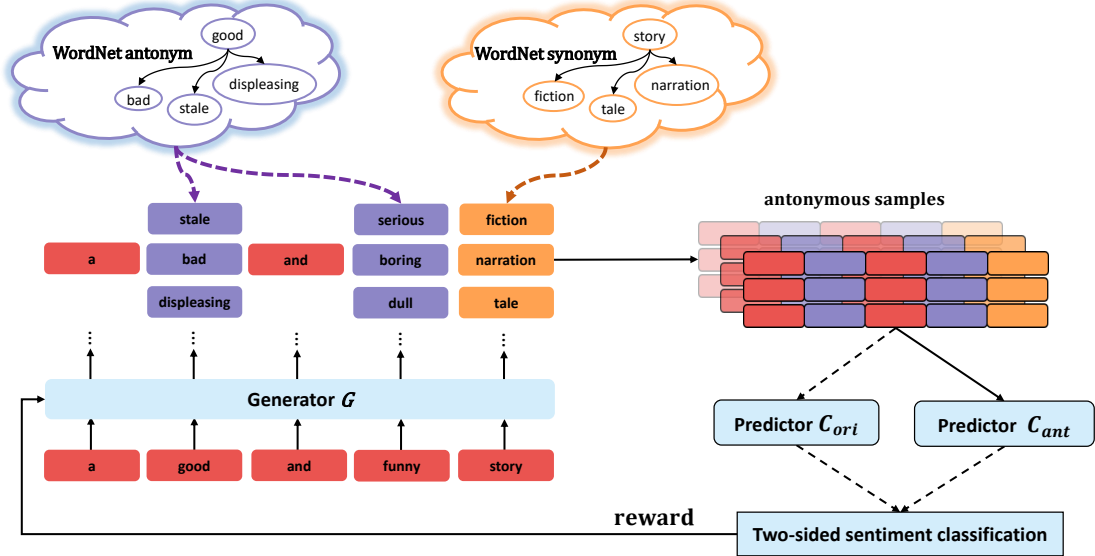 WordNet antonym
good
bad
stale
displeasing
WordNet synonym
story
fiction
tale
narration
stale
serious
fiction
antonymous samples
a
bad
and
boring
narration
displeasing
dull
tale
...
...
...
...
...
Generator G
Predictor C_ori
Predictor C_ant
a
good
and
funny
story
reward
Two-sided sentiment classification